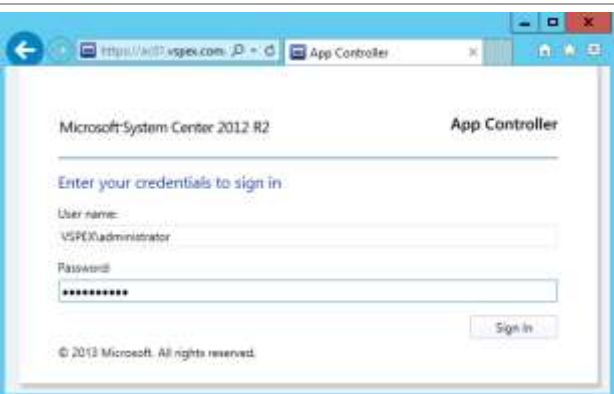 https://ac01.vspex.com
App Controller
Microsoft System Center 2012 R2
App Controller
Enter your credentials to sign in
User name:
VSPEX\administrator
Password:
••••••••••
Sign In
© 2013 Microsoft. All rights reserved.